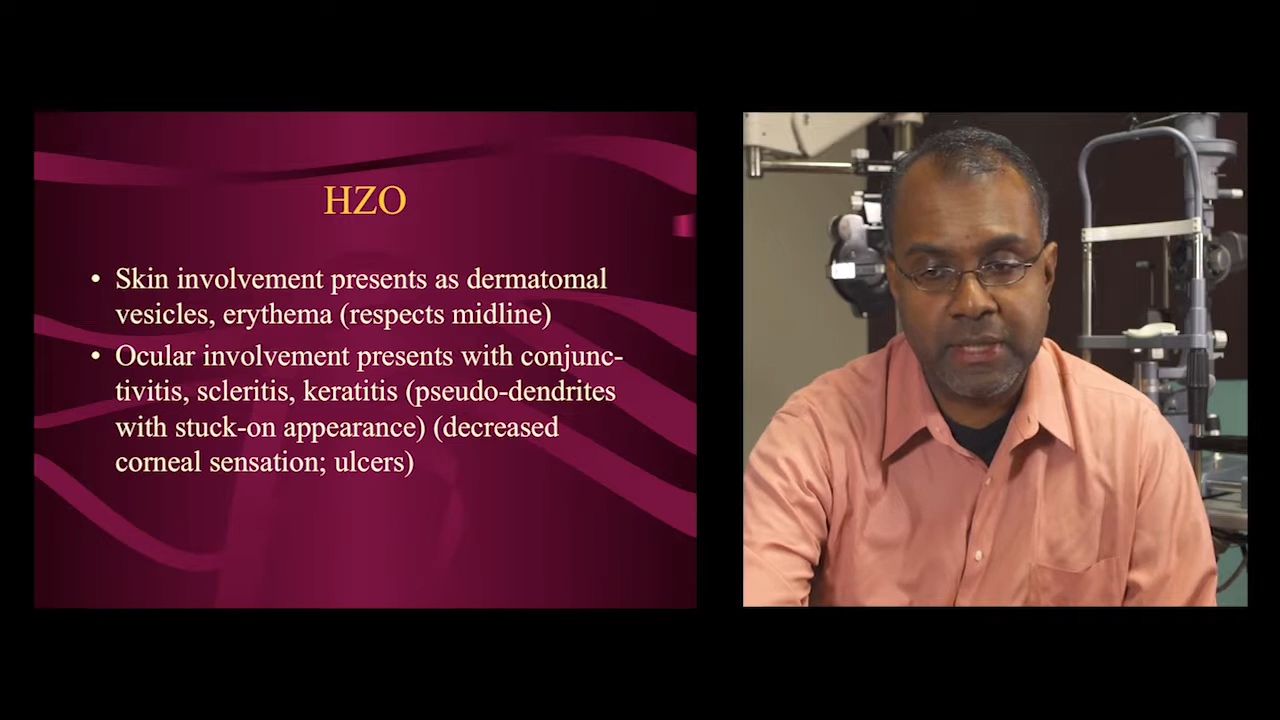 HZO
• Skin involvement presents as dermatomal
vesicles, erythema (respects midline)
• Ocular involvement presents with conjunc-
tivitis, scleritis, keratitis (pseudo-dendrites
with stuck-on appearance) (decreased
corneal sensation; ulcers)